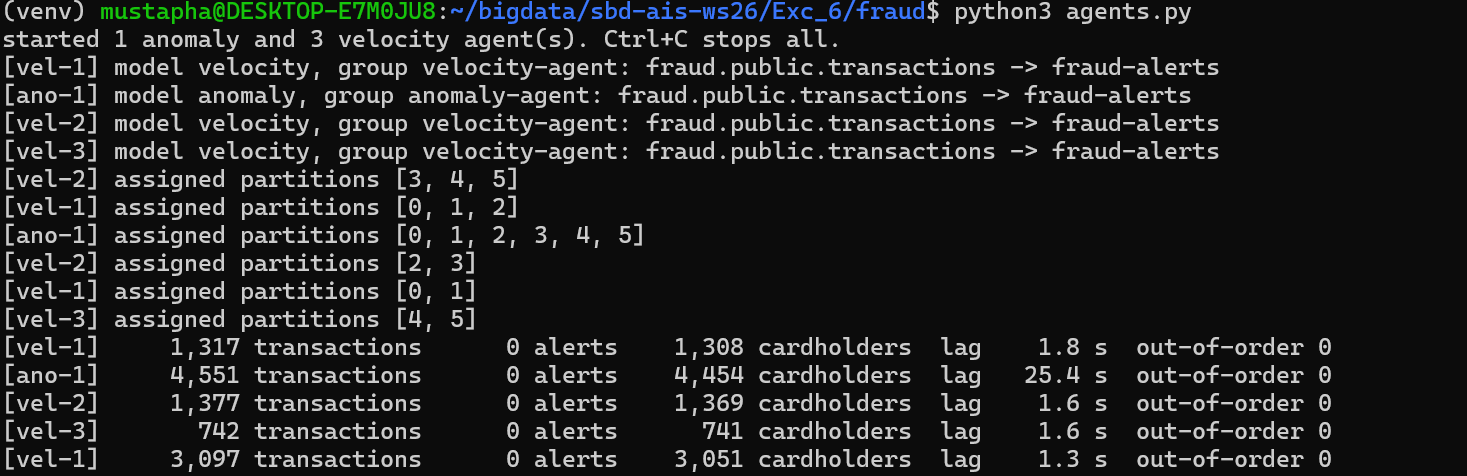 (venv) mustapha@DESKTOP-E7M0JU8:~/bigdata/sbd-ais-ws26/Exc_6/fraud$ python3 agents.py
started 1 anomaly and 3 velocity agent(s). Ctrl+C stops all.
[vel-1] model velocity, group velocity-agent: fraud.public.transactions -> fraud-alerts
[ano-1] model anomaly, group anomaly-agent: fraud.public.transactions -> fraud-alerts
[vel-2] model velocity, group velocity-agent: fraud.public.transactions -> fraud-alerts
[vel-3] model velocity, group velocity-agent: fraud.public.transactions -> fraud-alerts
[vel-2] assigned partitions [3, 4, 5]
[vel-1] assigned partitions [0, 1, 2]
[ano-1] assigned partitions [0, 1, 2, 3, 4, 5]
[vel-2] assigned partitions [2, 3]
[vel-1] assigned partitions [0, 1]
[vel-3] assigned partitions [4, 5]
[vel-1]     1,317 transactions      0 alerts    1,308 cardholders  lag    1.8 s  out-of-order 0
[ano-1]     4,551 transactions      0 alerts    4,454 cardholders  lag   25.4 s  out-of-order 0
[vel-2]     1,377 transactions      0 alerts    1,369 cardholders  lag    1.6 s  out-of-order 0
[vel-3]       742 transactions      0 alerts      741 cardholders  lag    1.6 s  out-of-order 0
[vel-1]     3,097 transactions      0 alerts    3,051 cardholders  lag    1.3 s  out-of-order 0